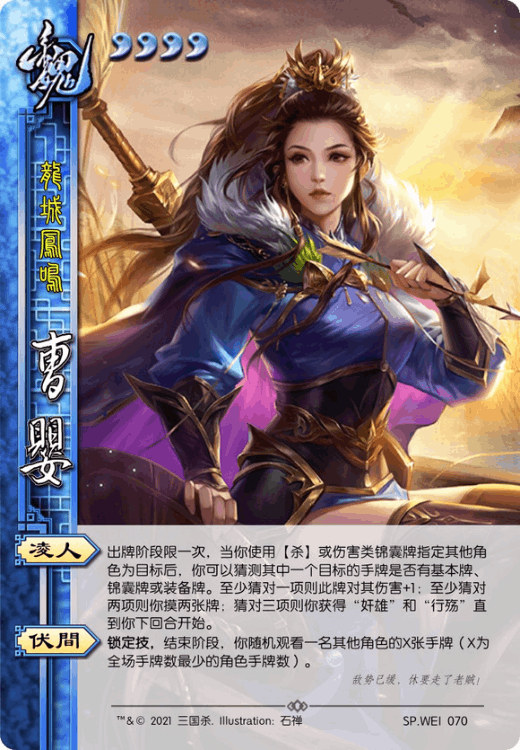 魏
龍城鳳鳴
曹嬰
凌人
出牌阶段限一次，当你使用【杀】或伤害类锦囊牌指定其他角
色为目标后，你可以猜测其中一个目标的手牌是否有基本牌、
锦囊牌或装备牌。至少猜对一项则此牌对其伤害+1；至少猜对
两项则你摸两张牌；猜对三项则你获得“奸雄”和“行殇”直
到你下回合开始。
伏間
锁定技，结束阶段，你随机观看一名其他角色的X张手牌（X为
全场手牌数最少的角色手牌数）。
敌势已缓，休要走了老贼！
™&© 2021 三国杀. Illustration: 石禅
SP.WEI 070